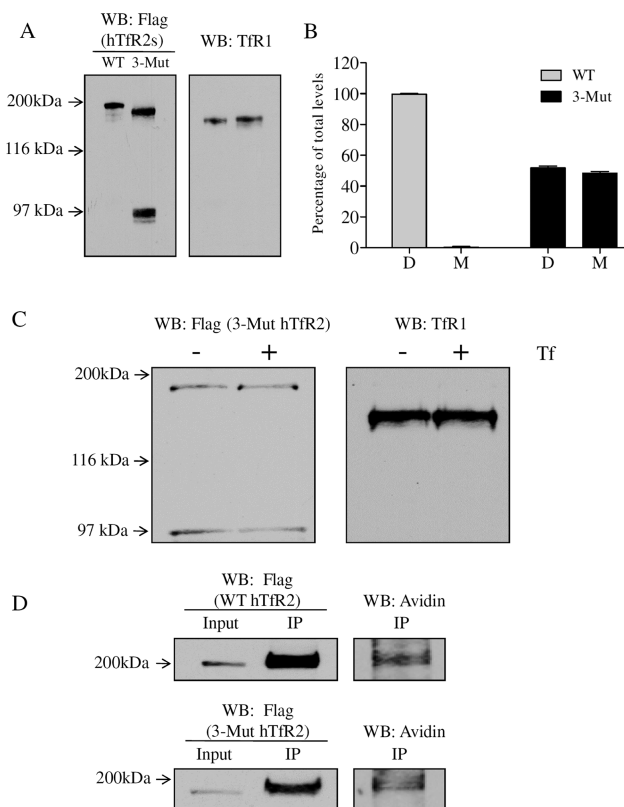 A
WB: Flag
(hTfR2s)
WT 3-Mut
WB: TfR1
200kDa
116 kDa
97 kDa
B
Percentage of total levels
120
100
80
60
40
20
0
D M D M
WT
3-Mut
C
WB: Flag (3-Mut hTfR2)
WB: TfR1
- + - + Tf
200kDa
116 kDa
97 kDa
D
WB: Flag
(WT hTfR2)
Input IP
WB: Avidin
IP
200kDa
WB: Flag
(3-Mut hTfR2)
Input IP
WB: Avidin
IP
200kDa